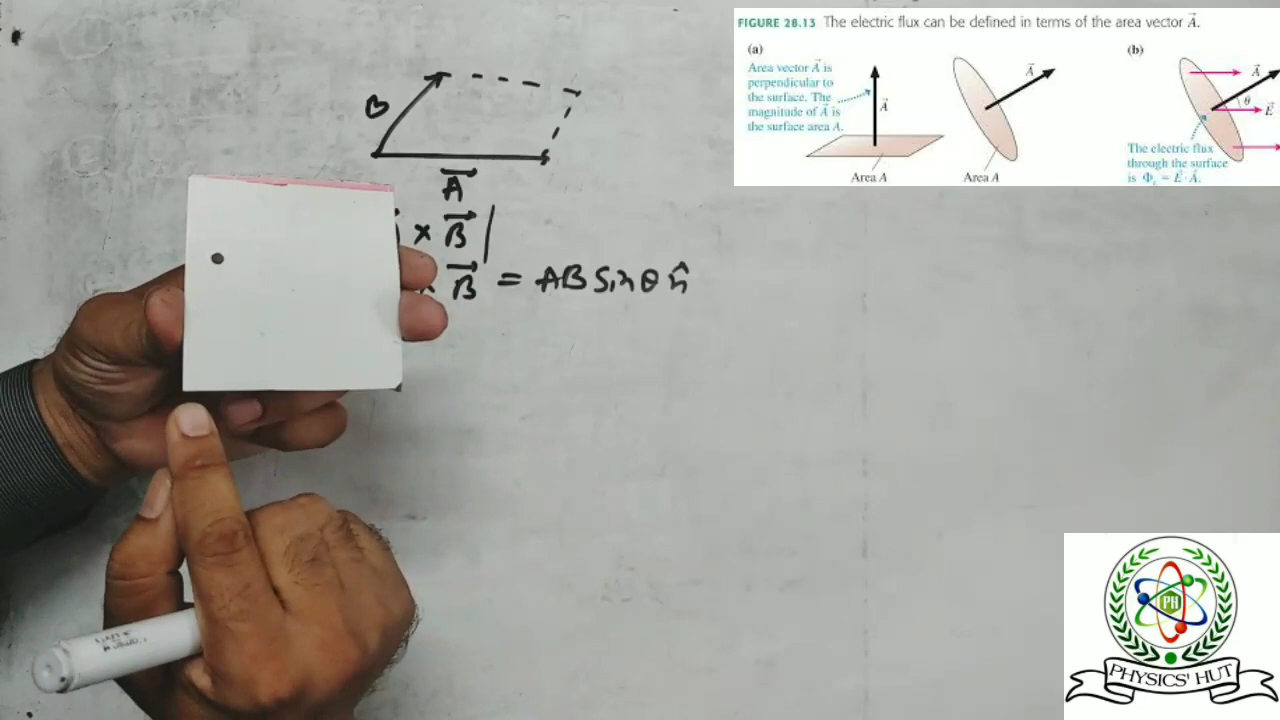 FIGURE 28.13 The electric flux can be defined in terms of the area vector A⃗.
(a)
Area vector A⃗ is
perpendicular to
the surface. The
magnitude of A⃗ is
the surface area A.
A⃗
Area A
A⃗
Area A
(b)
A⃗
θ
E⃗
The electric flux
through the surface
is Φₑ = E⃗ · A⃗.
B
A⃗
× B⃗|
B⃗ = AB sin θ n̂
PH
PHYSICS' HUT